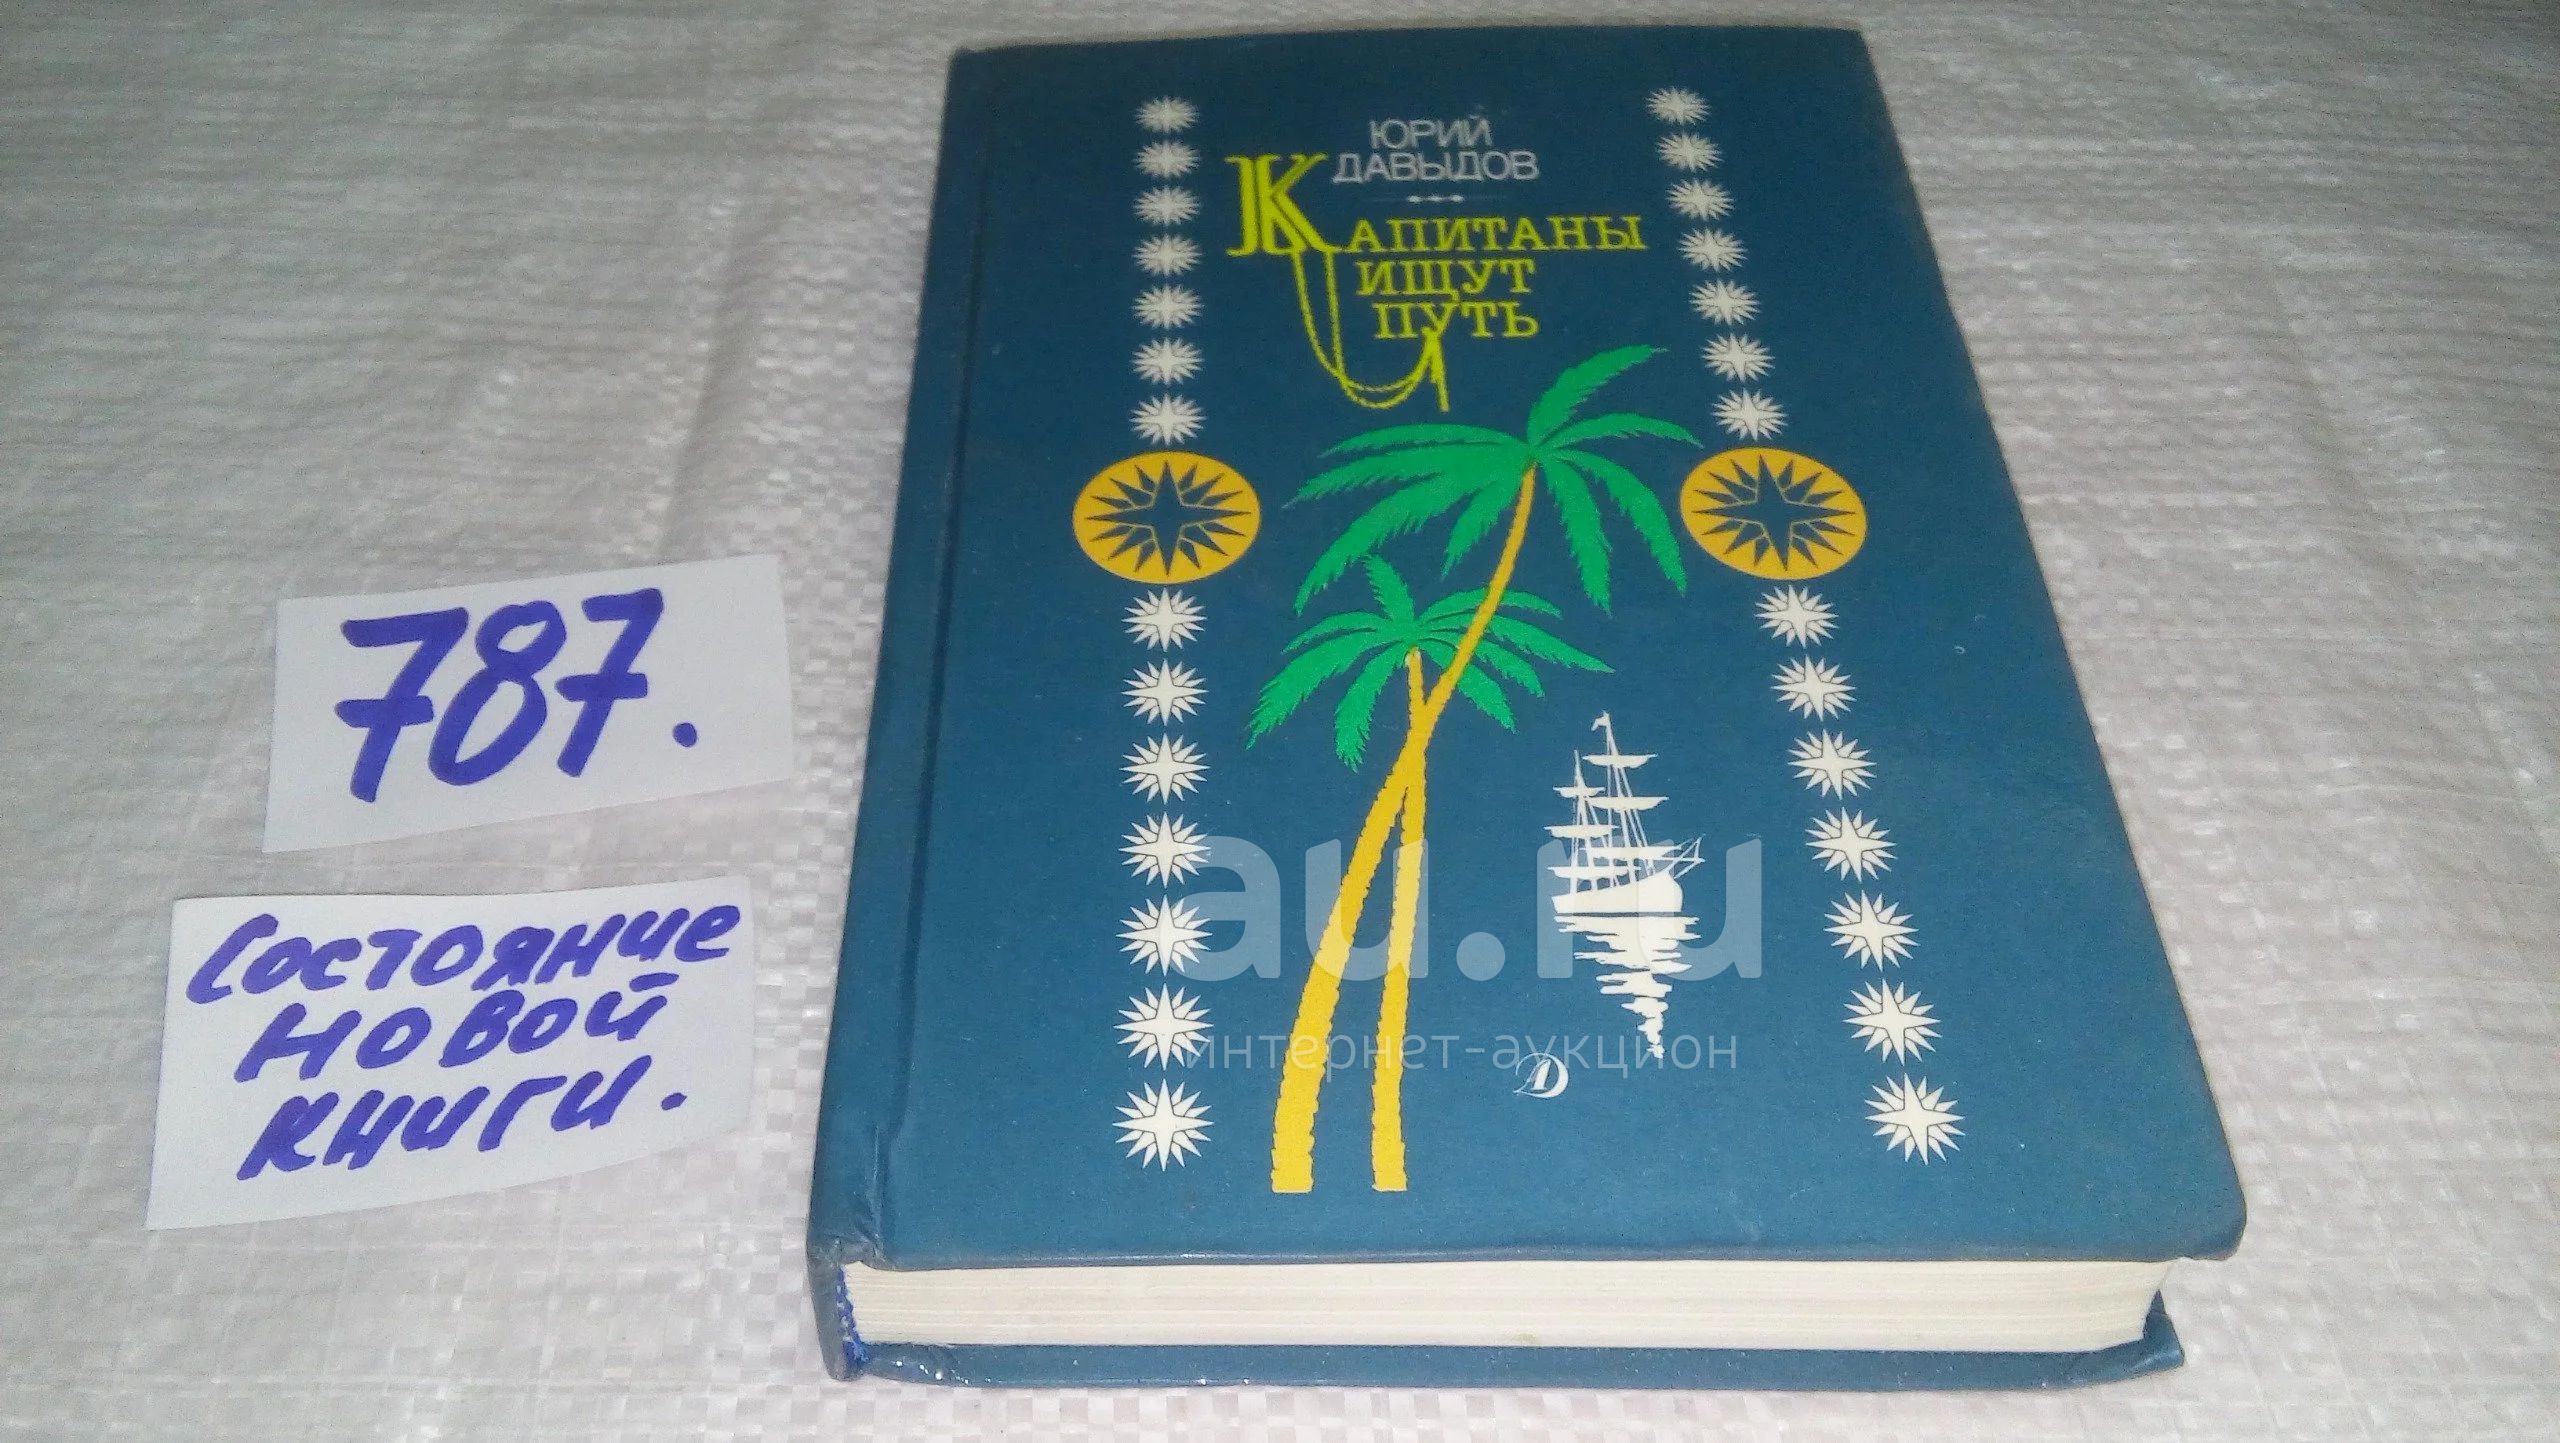 787.
Состояние
новой
книги.
ЮРИЙ
ДАВЫДОВ
КАПИТАНЫ
ИЩУТ
ПУТЬ
au.ru
интернет-аукцион